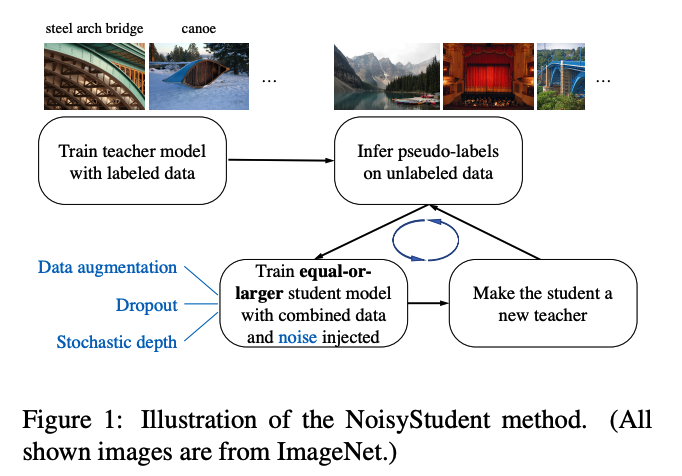 steel arch bridge
canoe
...
...
Train teacher model
with labeled data
Infer pseudo-labels
on unlabeled data
Data augmentation
Dropout
Stochastic depth
Train equal-or-
larger student model
with combined data
and noise injected
Make the student a
new teacher
Figure 1: Illustration of the NoisyStudent method. (All
shown images are from ImageNet.)